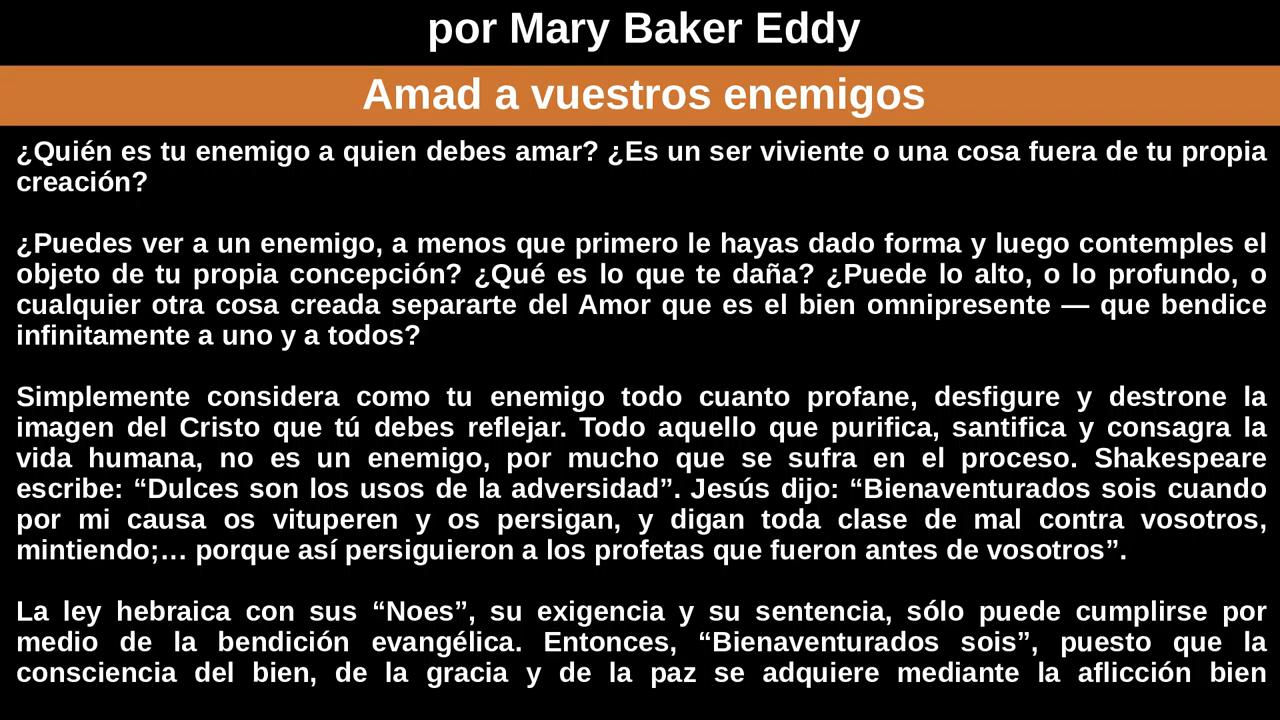 por Mary Baker Eddy
Amad a vuestros enemigos
¿Quién es tu enemigo a quien debes amar? ¿Es un ser viviente o una cosa fuera de tu propia
creación?
¿Puedes ver a un enemigo, a menos que primero le hayas dado forma y luego contemples el
objeto de tu propia concepción? ¿Qué es lo que te daña? ¿Puede lo alto, o lo profundo, o
cualquier otra cosa creada separarte del Amor que es el bien omnipresente — que bendice
infinitamente a uno y a todos?
Simplemente considera como tu enemigo todo cuanto profane, desfigure y destrone la
imagen del Cristo que tú debes reflejar. Todo aquello que purifica, santifica y consagra la
vida humana, no es un enemigo, por mucho que se sufra en el proceso. Shakespeare
escribe: “Dulces son los usos de la adversidad”. Jesús dijo: “Bienaventurados sois cuando
por mi causa os vituperen y os persigan, y digan toda clase de mal contra vosotros,
mintiendo;… porque así persiguieron a los profetas que fueron antes de vosotros”.
La ley hebraica con sus “Noes”, su exigencia y su sentencia, sólo puede cumplirse por
medio de la bendición evangélica. Entonces, “Bienaventurados sois”, puesto que la
consciencia del bien, de la gracia y de la paz se adquiere mediante la aflicción bien